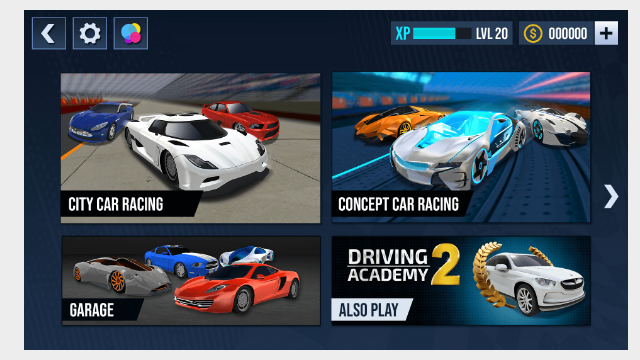 XP
LVL 20
000000
CITY CAR RACING
CONCEPT CAR RACING
GARAGE
DRIVING
ACADEMY 2
ALSO PLAY